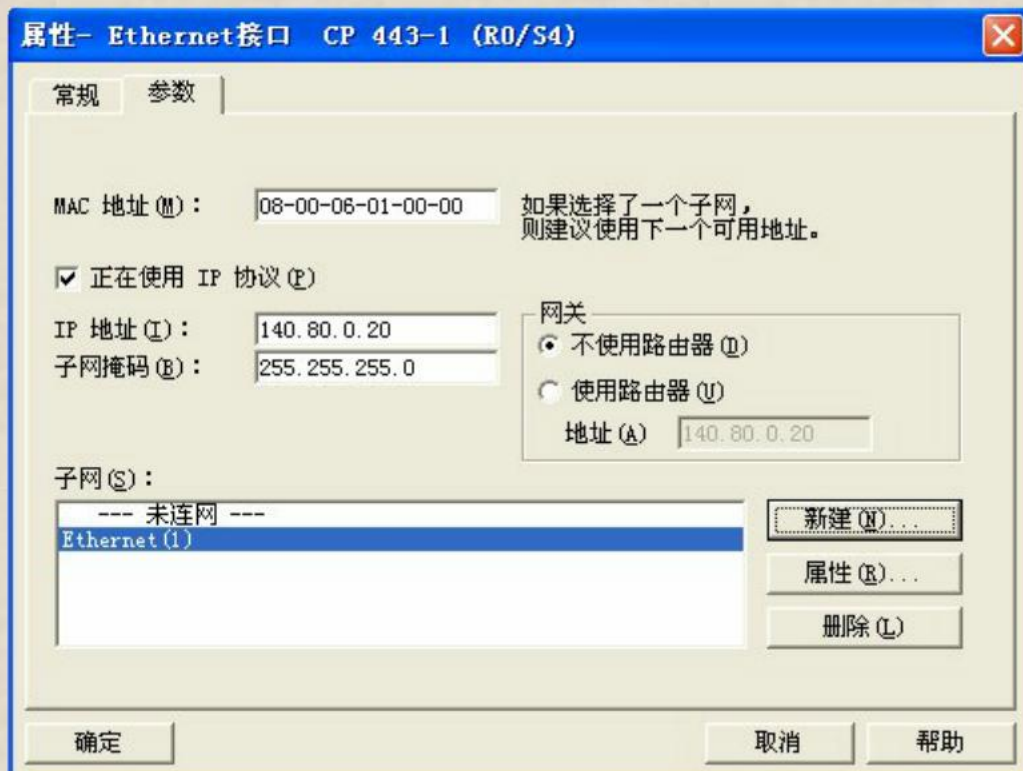 属性- Ethernet接口 CP 443-1 (R0/S4)
常规 参数
MAC 地址(M): 08-00-06-01-00-00 如果选择了一个子网,
则建议使用下一个可用地址。
正在使用 IP 协议(P)
IP 地址(I): 140.80.0.20
子网掩码(B): 255.255.255.0
网关
不使用路由器(D)
使用路由器(U)
地址(A) 140.80.0.20
子网(S):
--- 未连网 ---
Ethernet(1)
新建(N)...
属性(R)...
删除(L)
确定 取消 帮助